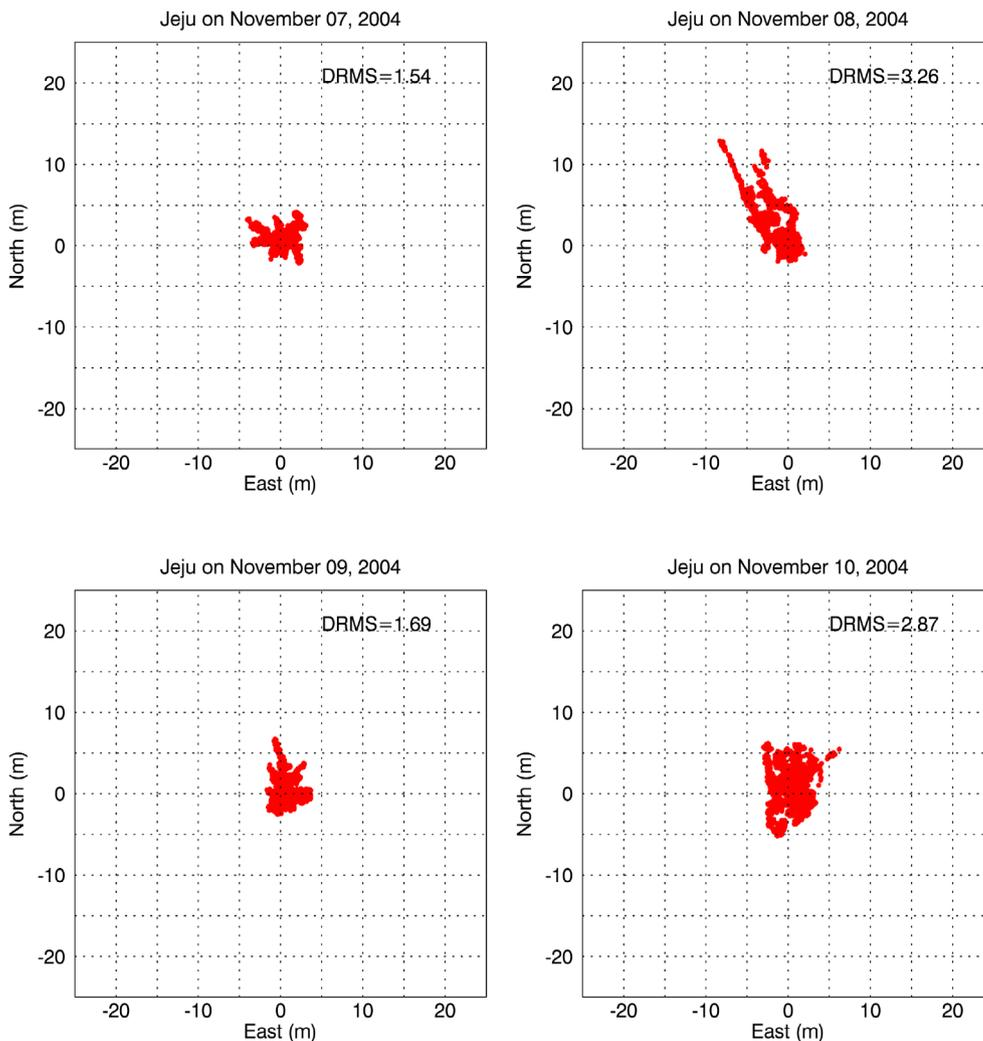 Jeju on November 07, 2004
DRMS=1.54
20
10
0
-10
-20
North (m)
-20 -10 0 10 20
East (m)
Jeju on November 08, 2004
DRMS=3.26
20
10
0
-10
-20
North (m)
-20 -10 0 10 20
East (m)
Jeju on November 09, 2004
DRMS=1.69
20
10
0
-10
-20
North (m)
-20 -10 0 10 20
East (m)
Jeju on November 10, 2004
DRMS=2.87
20
10
0
-10
-20
North (m)
-20 -10 0 10 20
East (m)